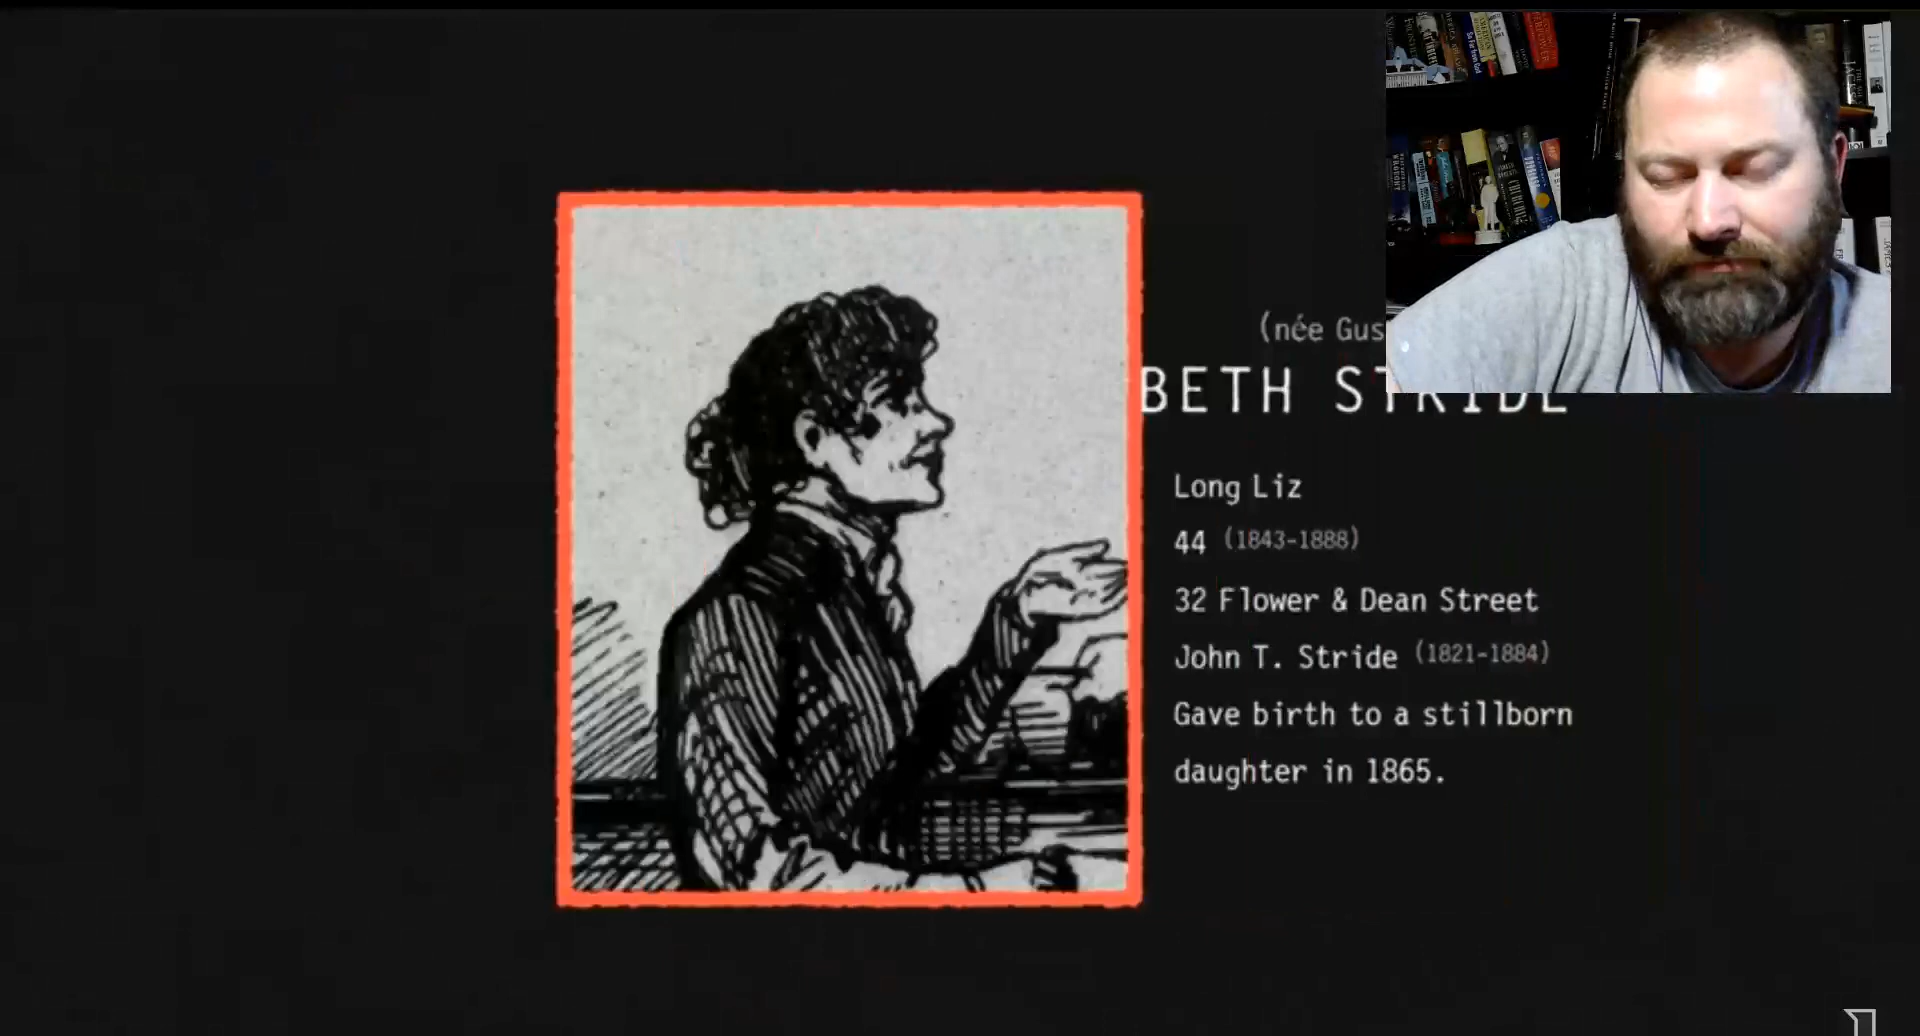 (née Gus
BETH STRIDE
Long Liz
44 (1843-1888)
32 Flower & Dean Street
John T. Stride (1821-1884)
Gave birth to a stillborn
daughter in 1865.